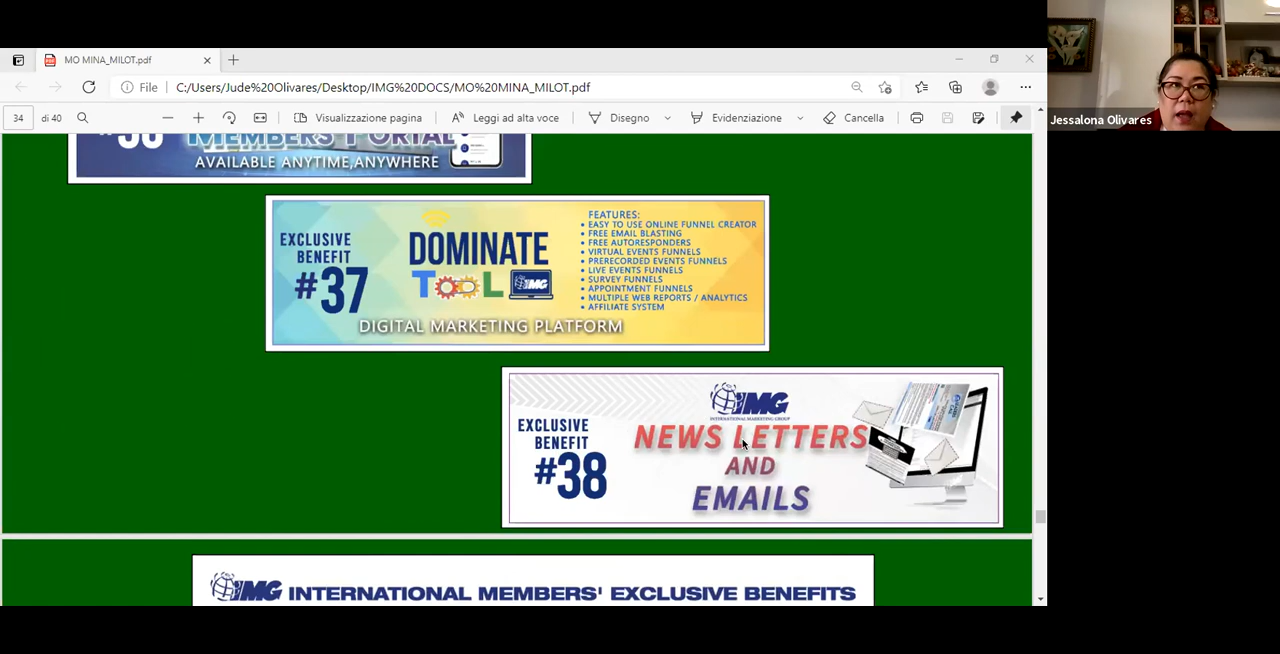 MO MINA_MILOT.pdf
File
C:/Users/Jude%20Olivares/Desktop/IMG%20DOCS/MO%20MINA_MILOT.pdf
34
di 40
Visualizzazione pagina
Leggi ad alta voce
Disegno
Evidenziazione
Cancella
Jessalona Olivares
MEMBERS PORTAL
AVAILABLE ANYTIME,ANYWHERE
EXCLUSIVE
BENEFIT
#37
DOMINATE
TOOL
IMG
DIGITAL MARKETING PLATFORM
FEATURES:
• EASY TO USE ONLINE FUNNEL CREATOR
• FREE EMAIL BLASTING
• FREE AUTORESPONDERS
• VIRTUAL EVENTS FUNNELS
• PRERECORDED EVENTS FUNNELS
• LIVE EVENTS FUNNELS
• SURVEY FUNNELS
• APPOINTMENT FUNNELS
• MULTIPLE WEB REPORTS / ANALYTICS
• AFFILIATE SYSTEM
EXCLUSIVE
BENEFIT
#38
IMG
INTERNATIONAL MARKETING GROUP
NEWS LETTERS
AND
EMAILS
IMG INTERNATIONAL MEMBERS' EXCLUSIVE BENEFITS